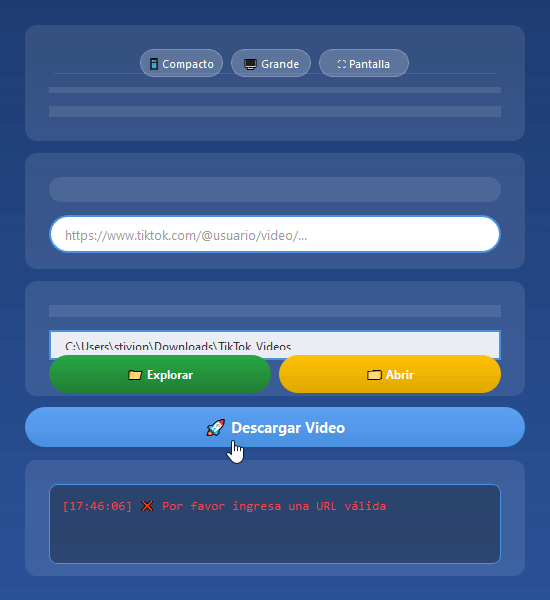 Compacto Grande Pantalla
https://www.tiktok.com/@usuario/video/...
C:\Users\stivion\Downloads\TikTok_Videos
Explorar Abrir
Descargar Video
[17:46:06] ❌ Por favor ingresa una URL válida